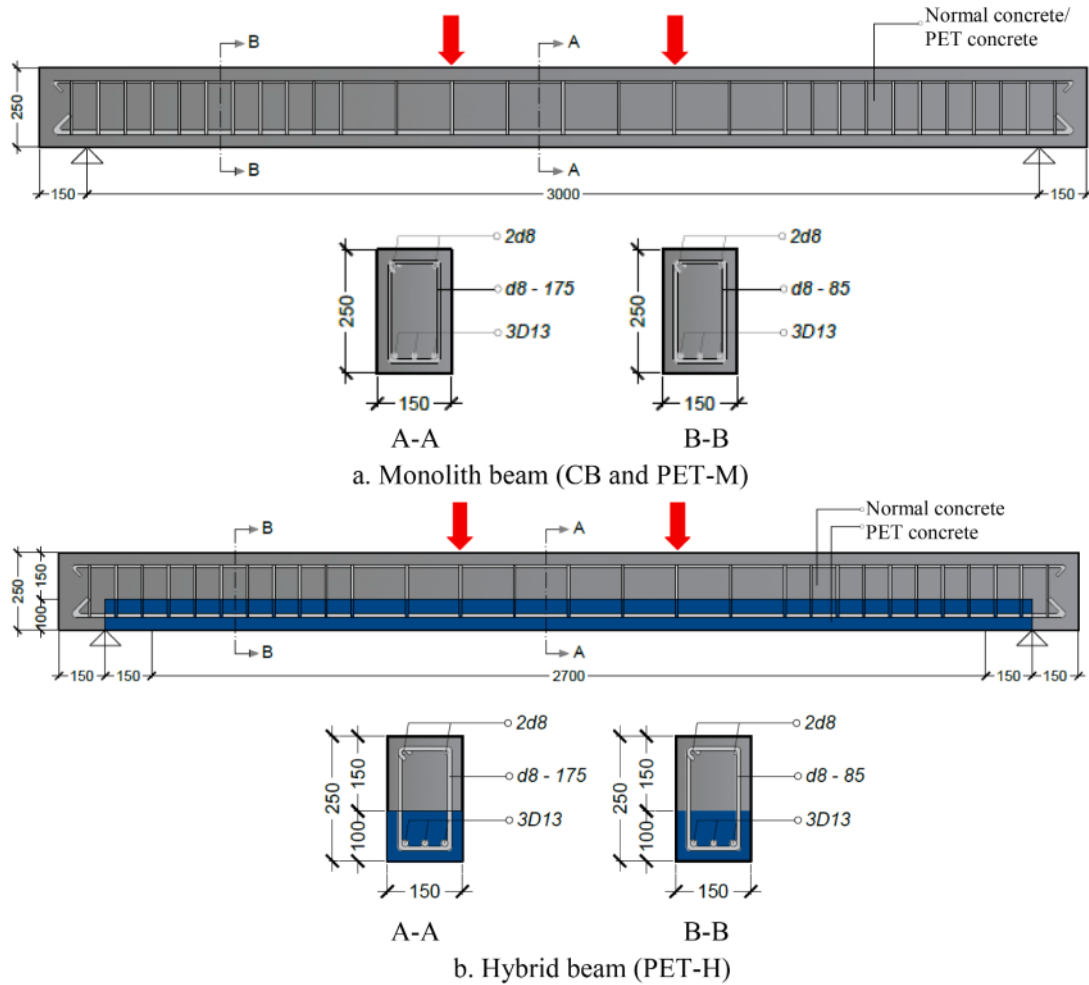 Normal concrete/
PET concrete
B
A
250
B
A
150
3000
150
2d8
2d8
250
d8 - 175
250
d8 - 85
3D13
3D13
150
150
A-A
B-B
a. Monolith beam (CB and PET-M)
Normal concrete
PET concrete
B
A
250
150
100
B
A
150
150
2700
150
150
2d8
2d8
250
150
d8 - 175
250
150
d8 - 85
100
3D13
100
3D13
150
150
A-A
B-B
b. Hybrid beam (PET-H)